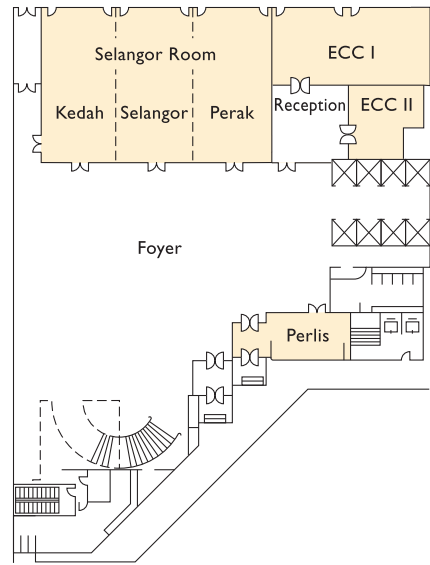 Selangor Room
ECC I
Kedah
Selangor
Perak
Reception
ECC II
Foyer
Perlis